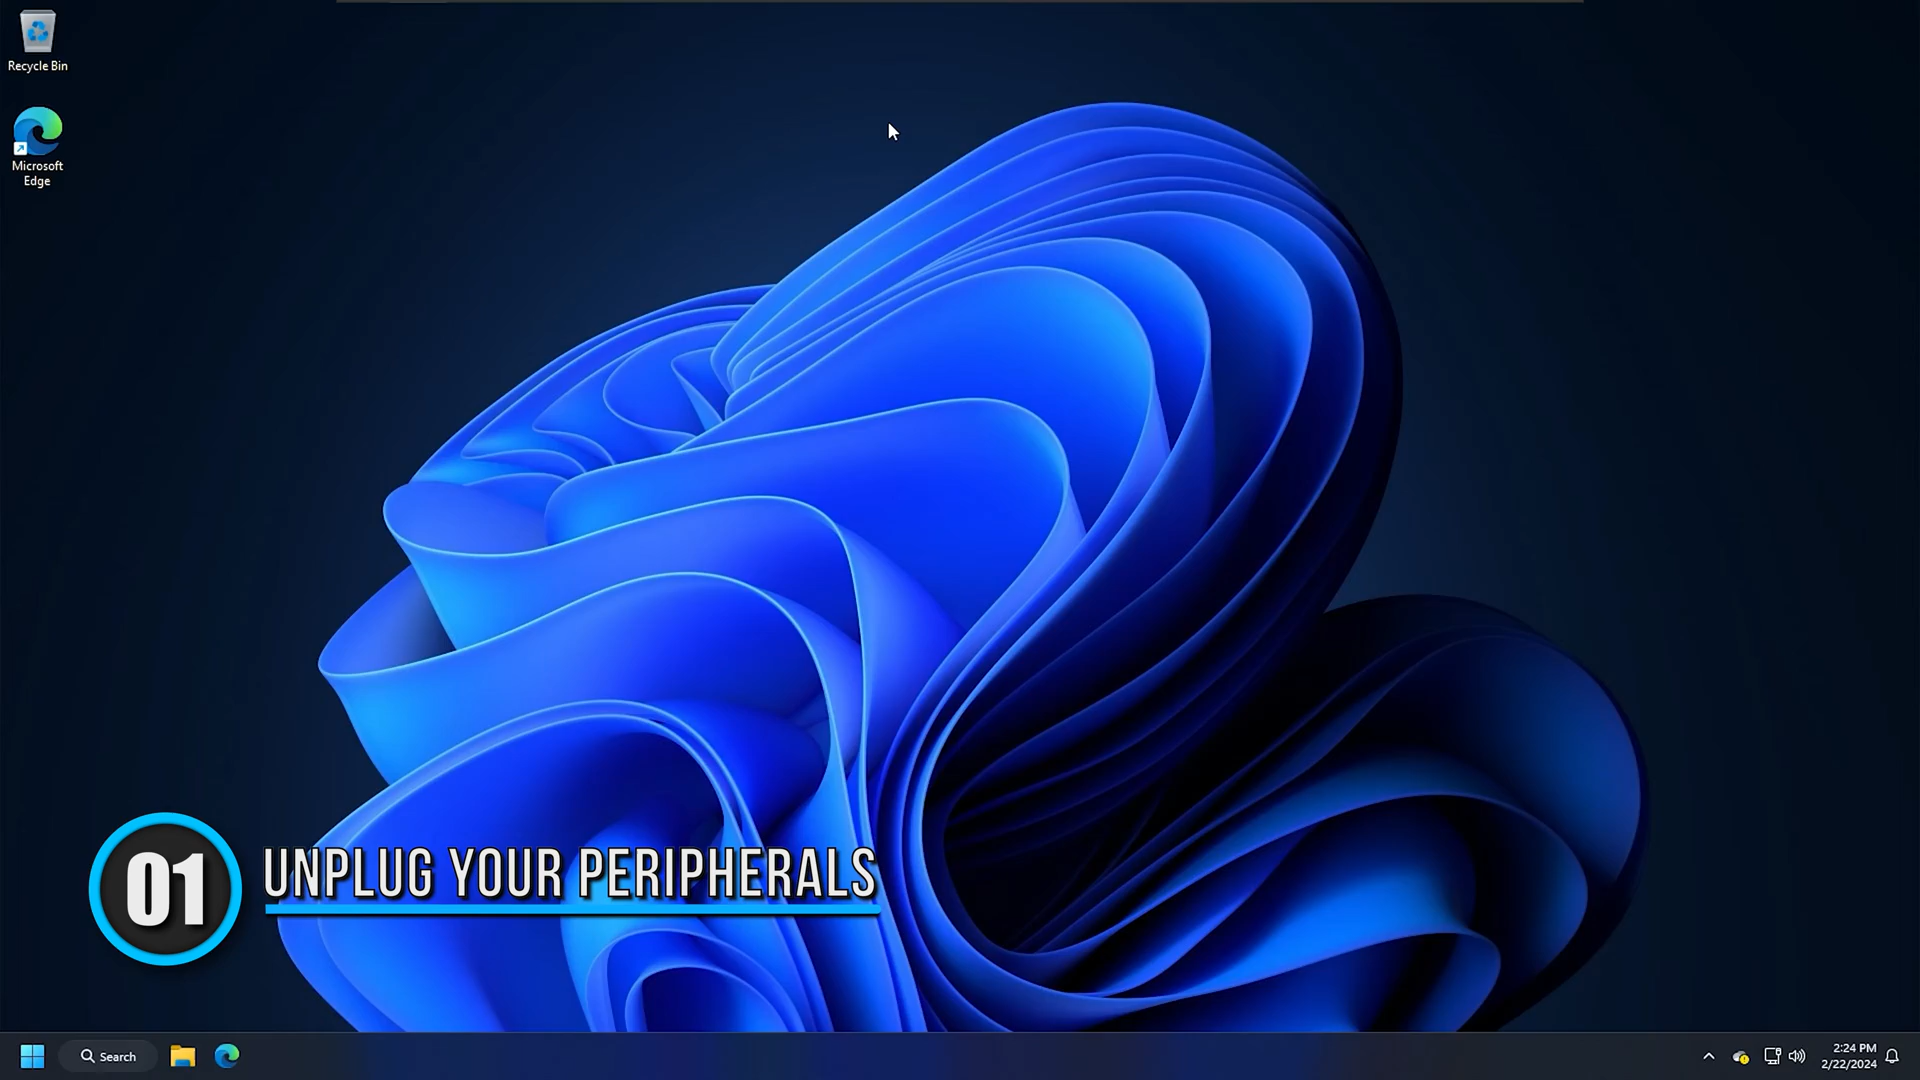 Recycle Bin
Microsoft
Edge
01
UNPLUG YOUR PERIPHERALS
Search
2:24 PM
2/22/2024